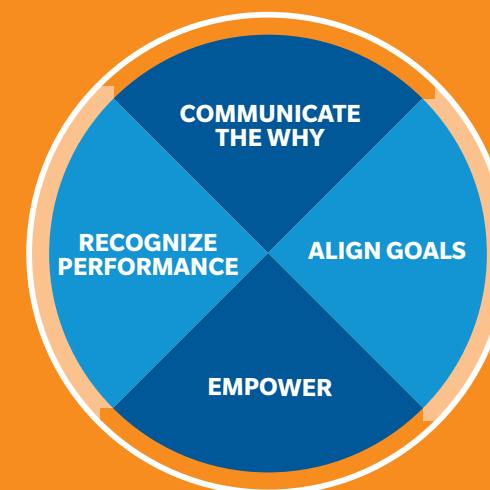 COMMUNICATE
THE WHY
RECOGNIZE
PERFORMANCE
ALIGN GOALS
EMPOWER